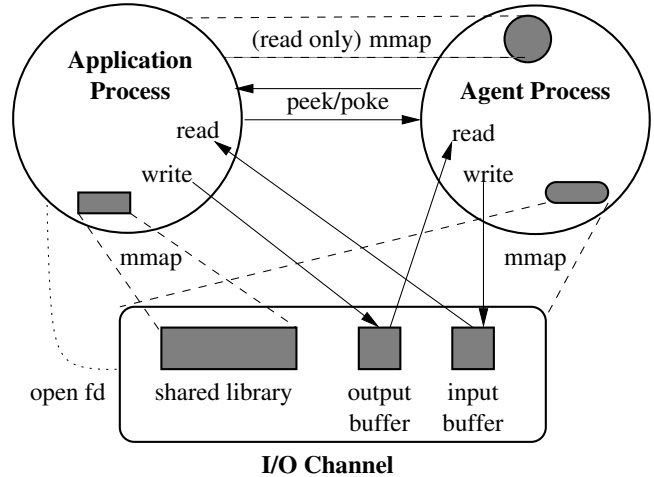 (read only) mmap
Application
Process
Agent Process
peek/poke
read
read
write
write
mmap
mmap
open fd
shared library
output
buffer
input
buffer
I/O Channel